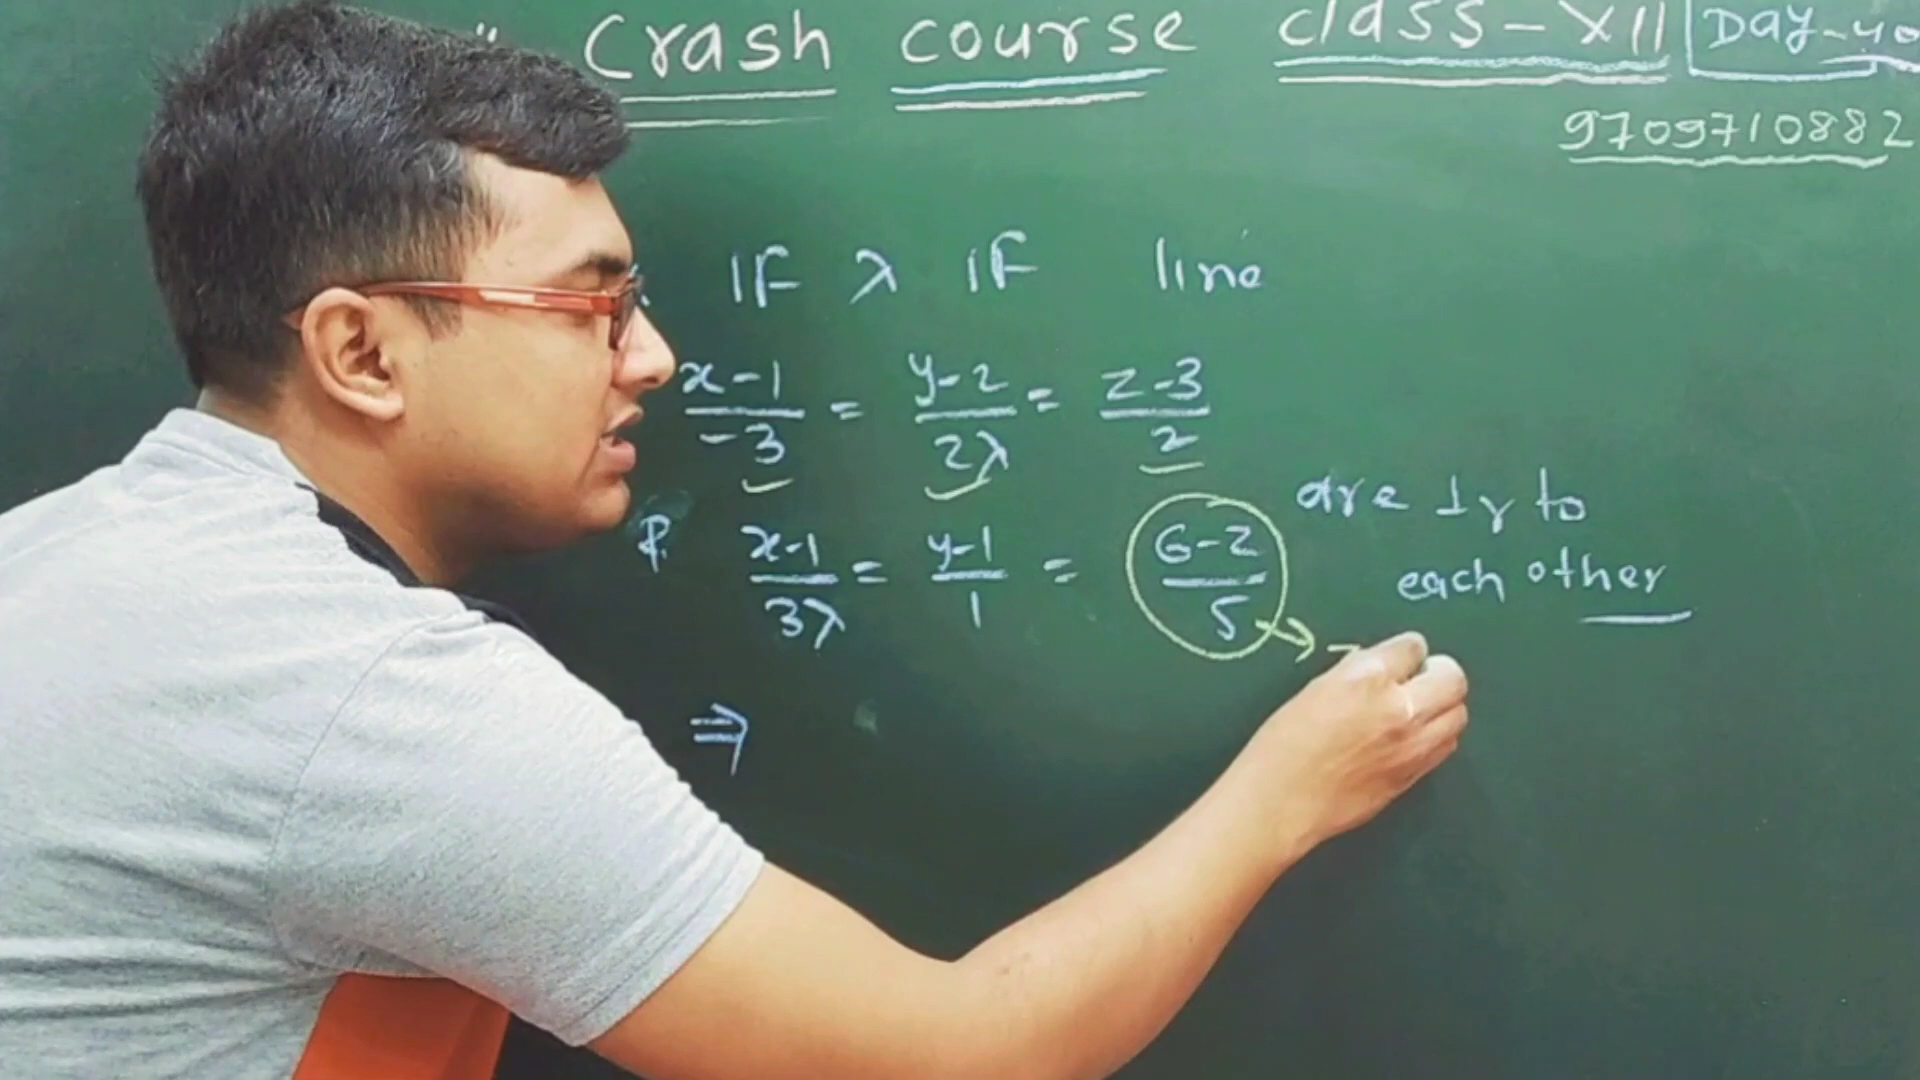 " Crash course class-XII Day-40
9709710882
IF λ IF line
x-1/-3 = y-2/2λ = z-3/2
P. x-1/3λ = y-1/1 = 6-z/5 are ⊥r to
each other
→ -
⇒